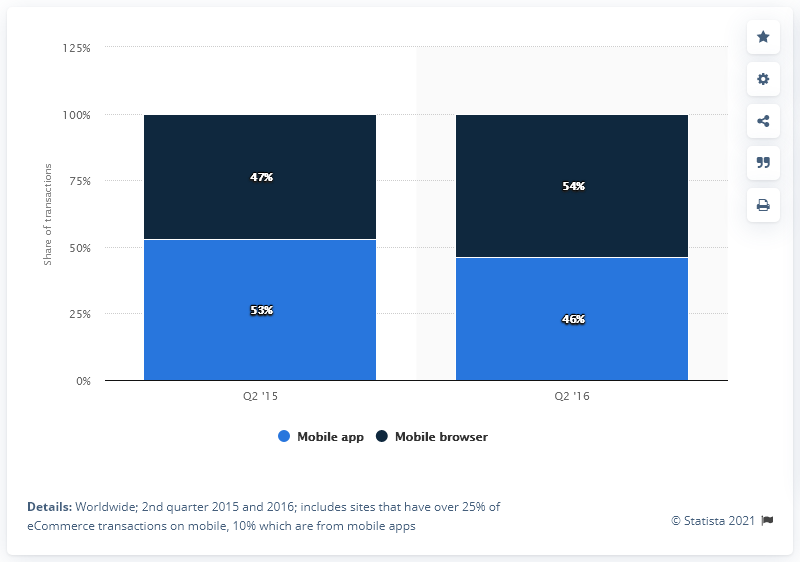 125%
100%
75%
50%
25%
0%
Share of transactions
47%
54%
53%
46%
Q2 '15
Q2 '16
Mobile app
Mobile browser
Details: Worldwide; 2nd quarter 2015 and 2016; includes sites that have over 25% of
eCommerce transactions on mobile, 10% which are from mobile apps
© Statista 2021